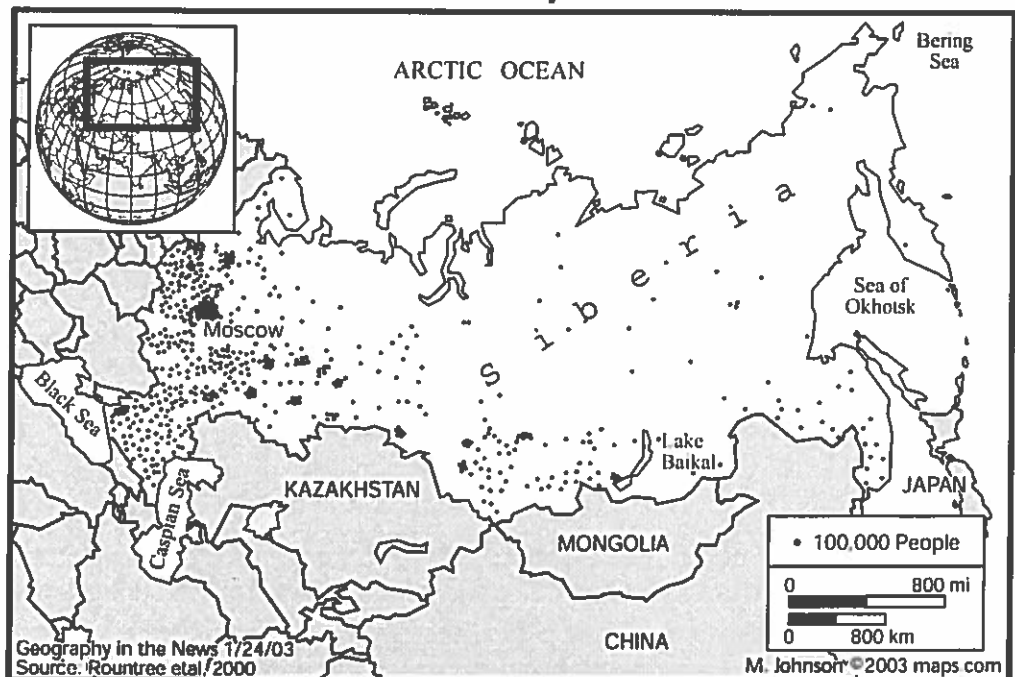 ARCTIC OCEAN
Bering
Sea
Siberia
Sea of
Okhotsk
Moscow
Black Sea
Caspian Sea
KAZAKHSTAN
Lake
Baikal
MONGOLIA
CHINA
JAPAN
• 100,000 People
0 800 mi
0 800 km
Geography in the News 1/24/03
Source: Rountree etal, 2000
M. Johnson ©2003 maps.com